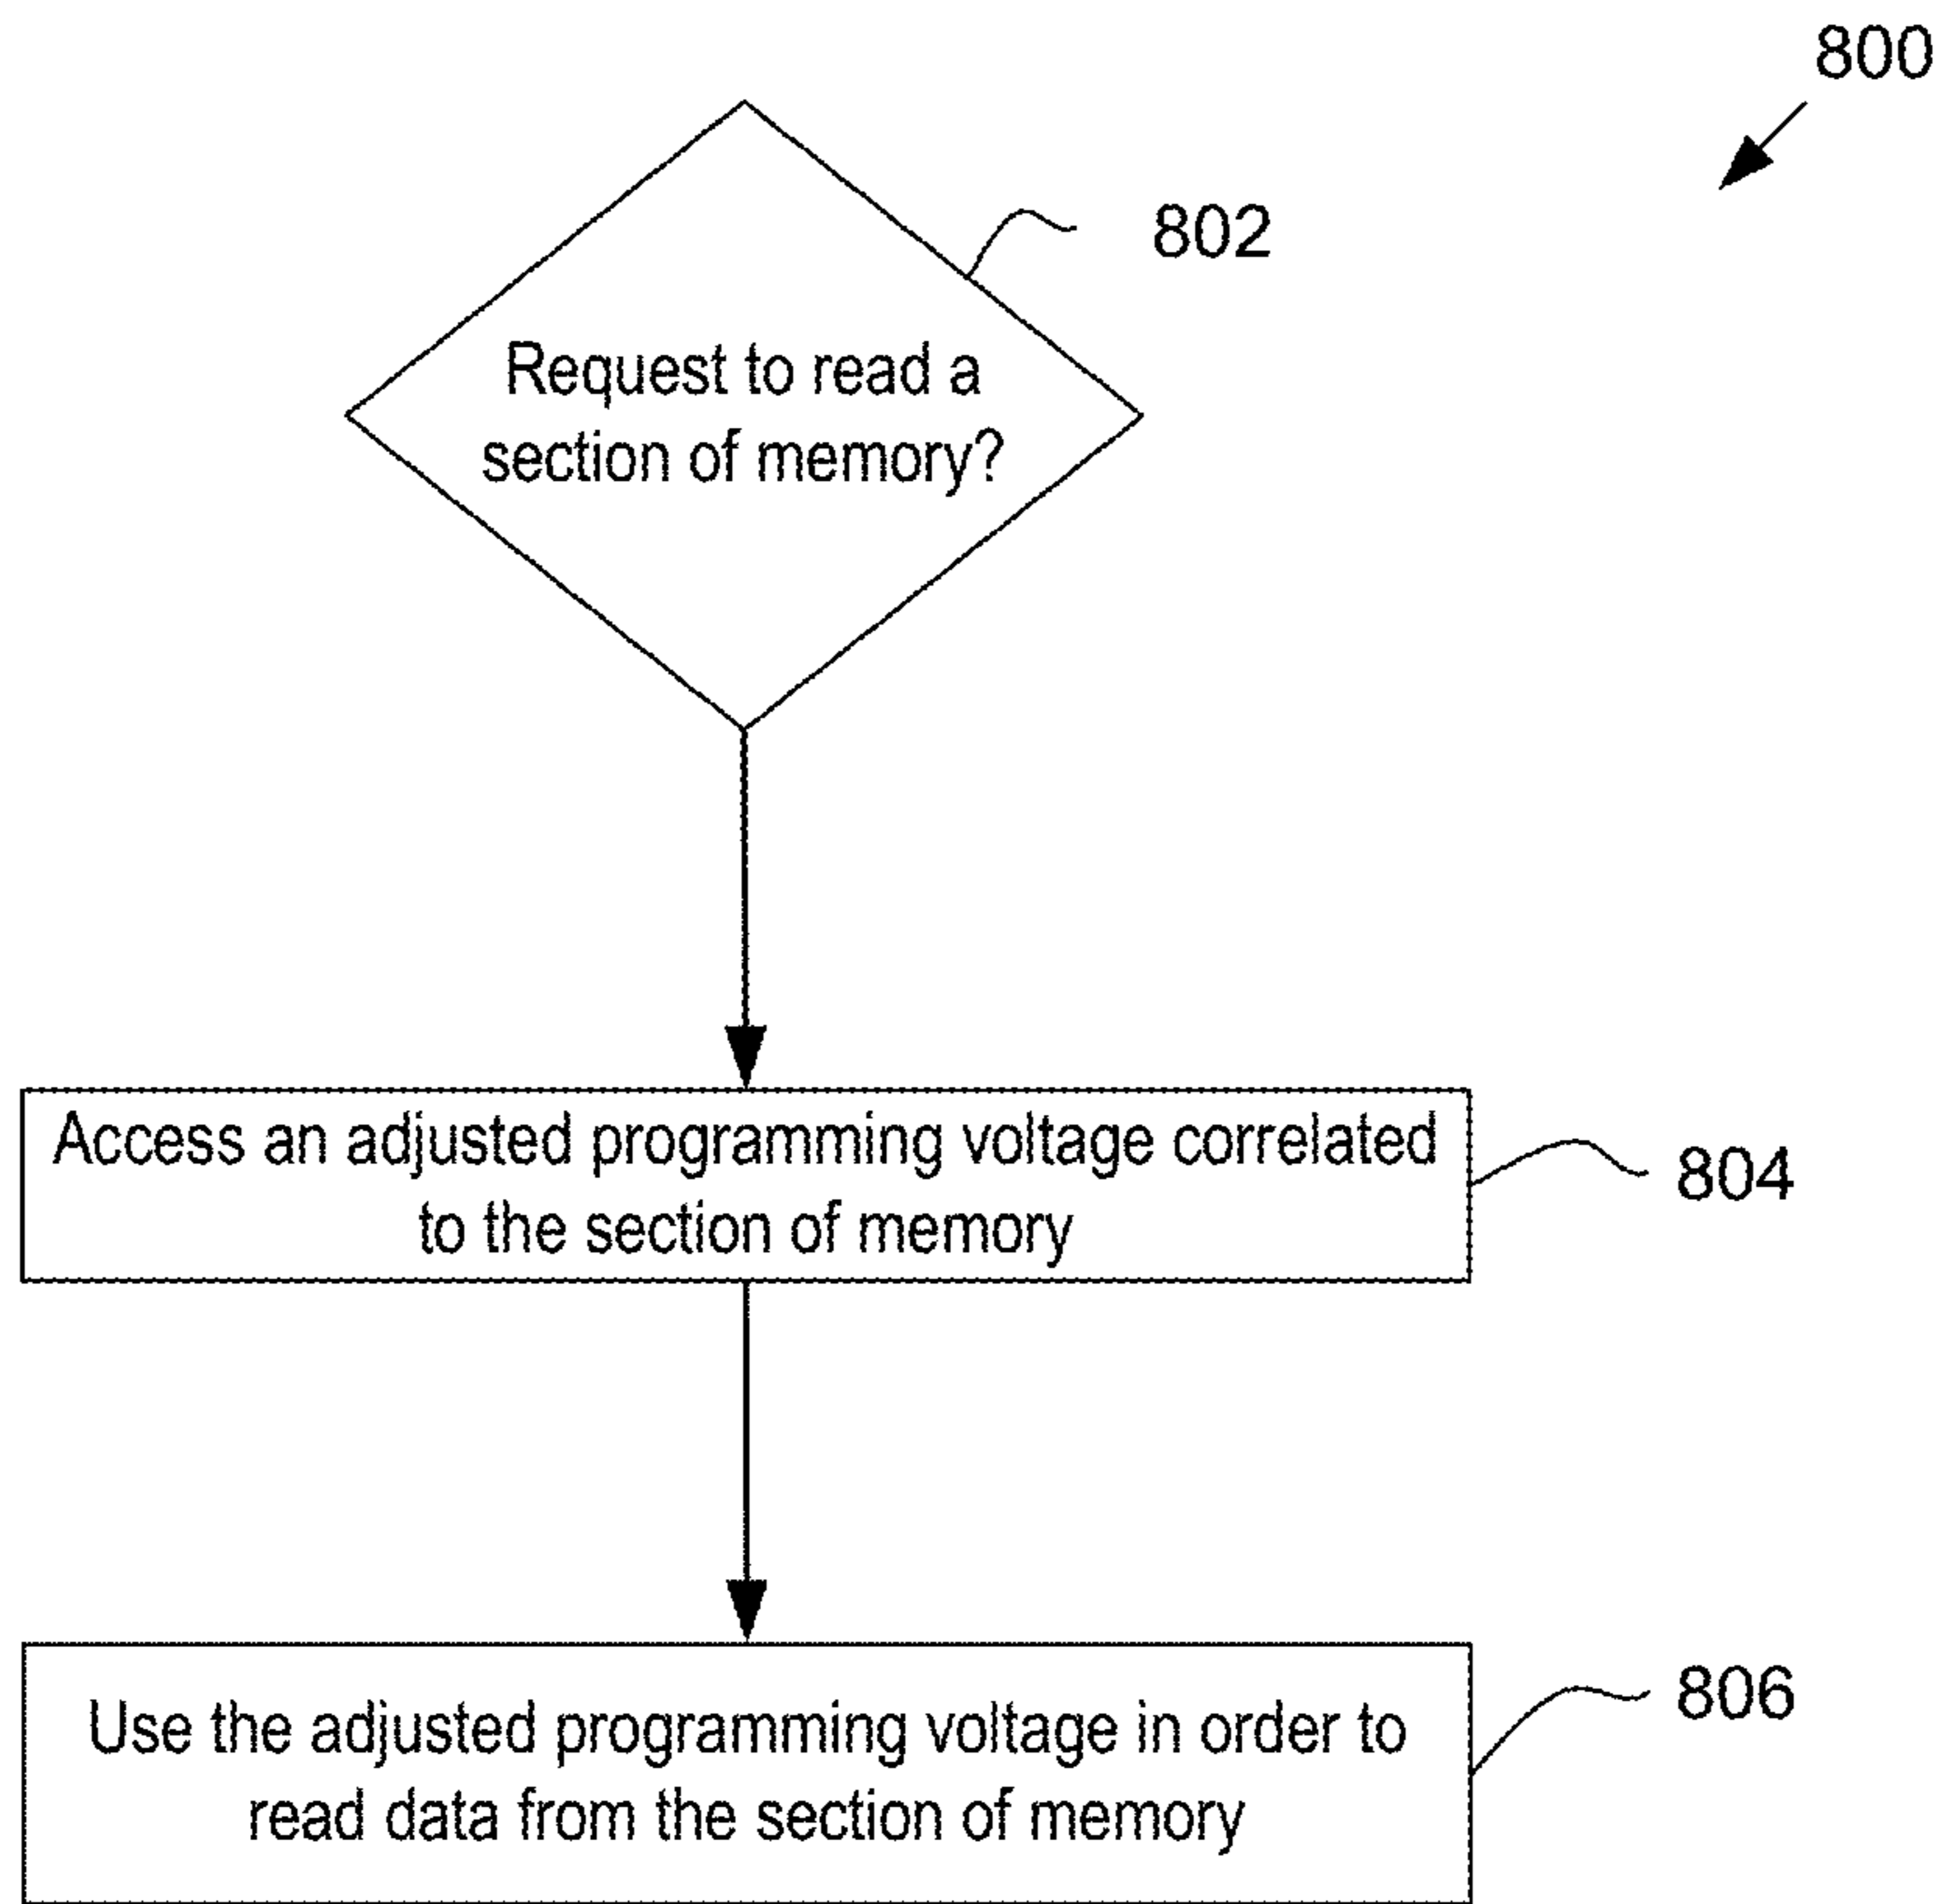 800
802
Request to read a
section of memory?
Access an adjusted programming voltage correlated
to the section of memory
804
Use the adjusted programming voltage in order to
read data from the section of memory
806